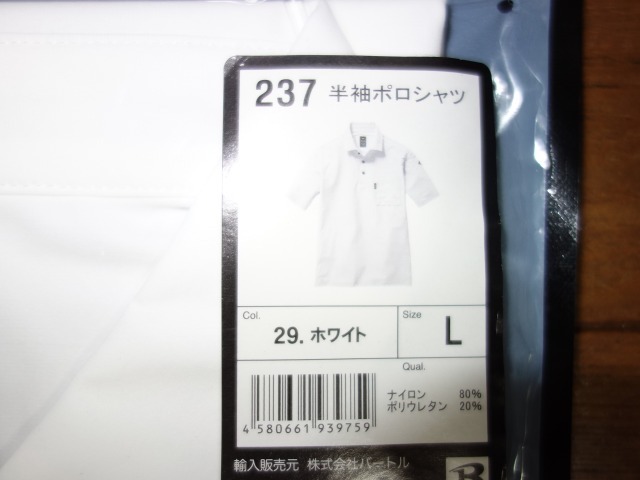 237 半袖ポロシャツ
Col.
29. ホワイト
Size
L
Qual.
ナイロン 80%
ポリウレタン 20%
4 580661 939759
輸入販売元 株式会社バートル